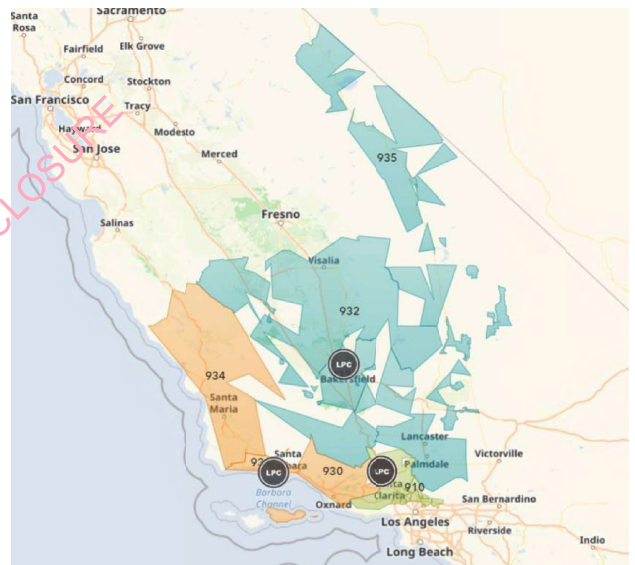 Santa
Rosa
Sacramento
Fairfield
Elk Grove
Concord
Stockton
San Francisco
Tracy
Hayward
Modesto
San Jose
CLOSURE
Merced
935
Salinas
Fresno
Visalia
932
934
LPC
Bakersfield
Santa
Maria
Lancaster
Santa
930
LPC
LPC
Palmdale
Victorville
Barbara
Channel
Clarita
910
Oxnard
San Bernardino
Los Angeles
Riverside
Long Beach
Indio